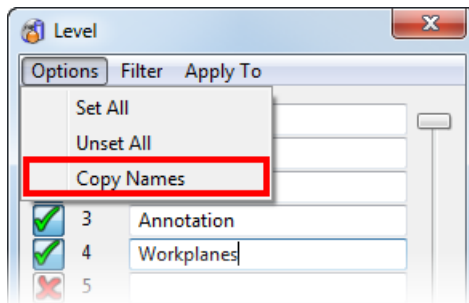 Level
Options Filter Apply To
Set All
Unset All
Copy Names
3 Annotation
4 Workplanes
5